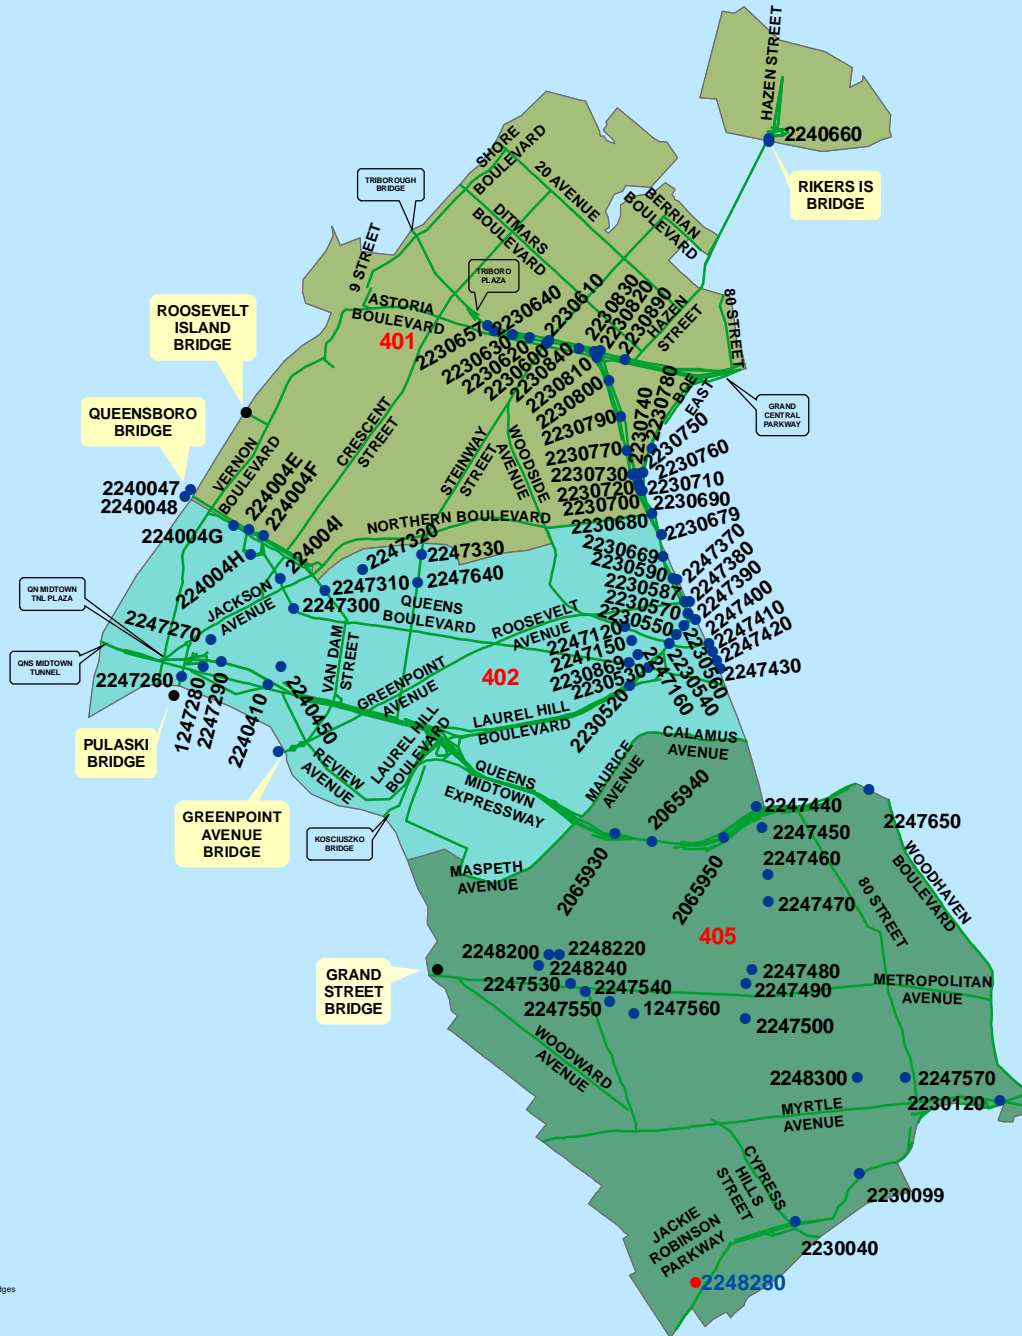 HAZEN STREET
2240660
RIKERS IS
BRIDGE
SHORE
BOULEVARD
20 AVENUE
BERRIAN
BOULEVARD
TRIBOROUGH
BRIDGE
DITMARS
BOULEVARD
9 STREET
TRIBORO
PLAZA
HAZEN
STREET
80 STREET
ASTORIA
BOULEVARD
401
ROOSEVELT
ISLAND
BRIDGE
2230657
2230640
2230630
2230620
2230610
2230600
2230840
2230830
2230820
2230890
2230810
2230800
2230790
2230740
2230780
BQE
EAST
GRAND
CENTRAL
PARKWAY
QUEENSBORO
BRIDGE
CRESCENT
STREET
STEINWAY
STREET
WOODSIDE
AVENUE
2230770
2230750
2230760
2230730
2230720
2230710
2230700
2230690
VERNON
BOULEVARD
2240047
2240048
224004E
224004F
224004G
224004H
224004I
NORTHERN BOULEVARD
2230680
2230679
2230669
2247320
2247330
2247310
2247640
2247300
2230590
2230587
2247370
2247380
2247390
2247400
2247410
2247420
2247430
2230570
2230550
2230560
2230540
QN MIDTOWN
TNL PLAZA
JACKSON
AVENUE
QUEENS
BOULEVARD
ROOSEVELT
AVENUE
2247120
2247150
2230869
2230530
2230520
2247160
2247270
QNS MIDTOWN
TUNNEL
VAN DAM
STREET
GREENPOINT
AVENUE
402
2247260
1247280
2247290
2240410
2240450
PULASKI
BRIDGE
LAUREL HILL
BOULEVARD
LAUREL HILL
BOULEVARD
CALAMUS
AVENUE
MAURICE
AVENUE
REVIEW
AVENUE
QUEENS
MIDTOWN
EXPRESSWAY
GREENPOINT
AVENUE
BRIDGE
KOSCIUSZKO
BRIDGE
MASPETH
AVENUE
2065930
2065940
2065950
2247440
2247450
2247650
2247460
2247470
WOODHAVEN
BOULEVARD
80 STREET
405
GRAND
STREET
BRIDGE
2248200
2248220
2248240
2247530
2247540
2247550
1247560
2247480
2247490
2247500
METROPOLITAN
AVENUE
WOODWARD
AVENUE
2248300
2247570
2230120
MYRTLE
AVENUE
CYPRESS
HILLS
STREET
2230099
JACKIE
ROBINSON
PARKWAY
2230040
2248280